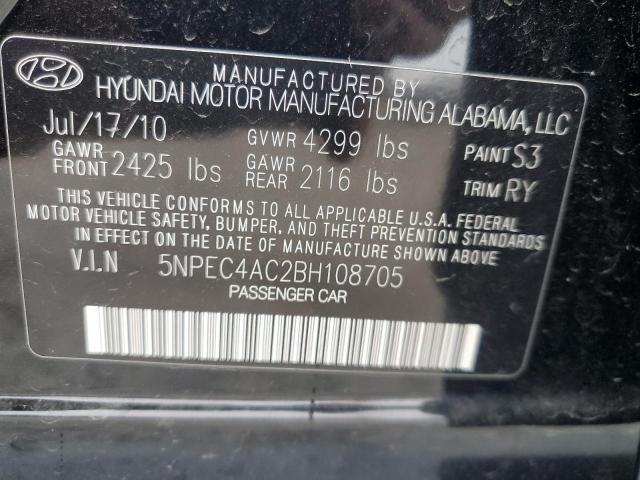 MANUFACTURED BY
HYUNDAI MOTOR MANUFACTURING ALABAMA, LLC
Jul/17/10 GVWR 4299 lbs PAINT S3
GAWR FRONT 2425 lbs GAWR REAR 2116 lbs TRIM RY
THIS VEHICLE CONFORMS TO ALL APPLICABLE U.S.A. FEDERAL
MOTOR VEHICLE SAFETY, BUMPER, AND THEFT PREVENTION STANDARDS
IN EFFECT ON THE DATE OF MANUFACTURE SHOWN ABOVE.
V.I.N 5NPEC4AC2BH108705
PASSENGER CAR